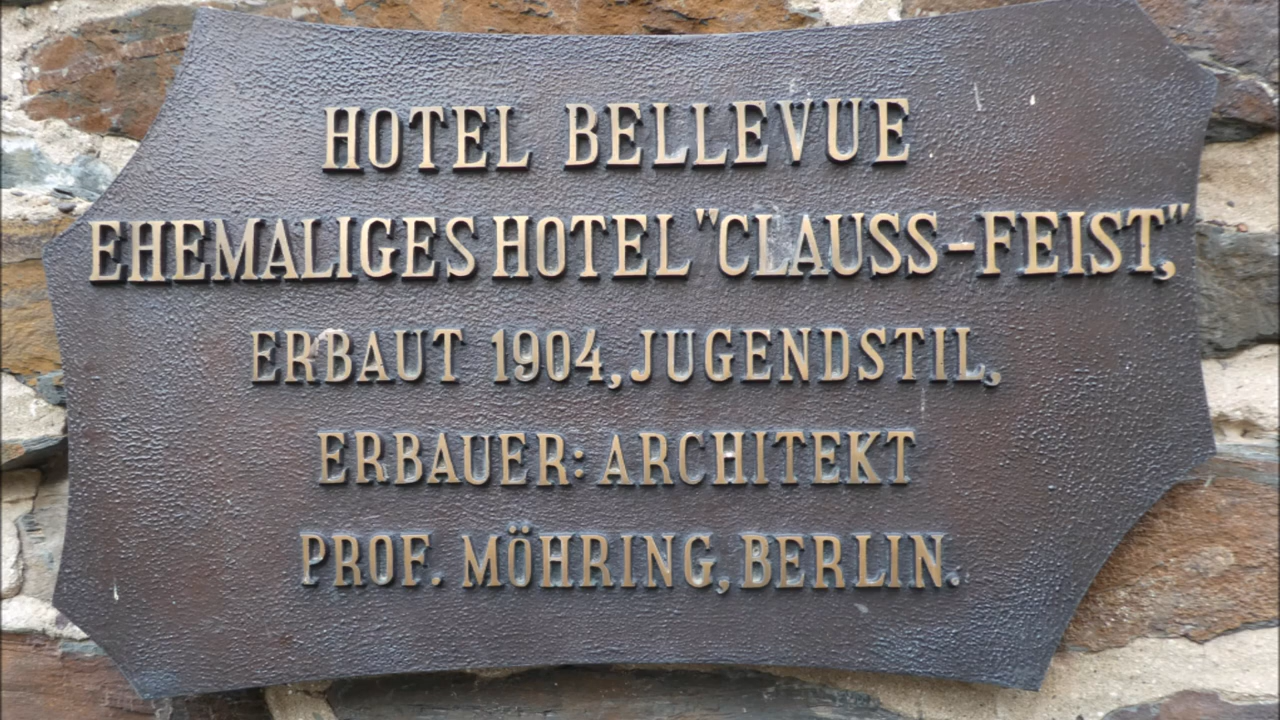 HOTEL BELLEVUE
EHEMALIGES HOTEL "CLAUSS-FEIST,"
ERBAUT 1904, JUGENDSTIL,
ERBAUER: ARCHITEKT
PROF. MÖHRING, BERLIN.